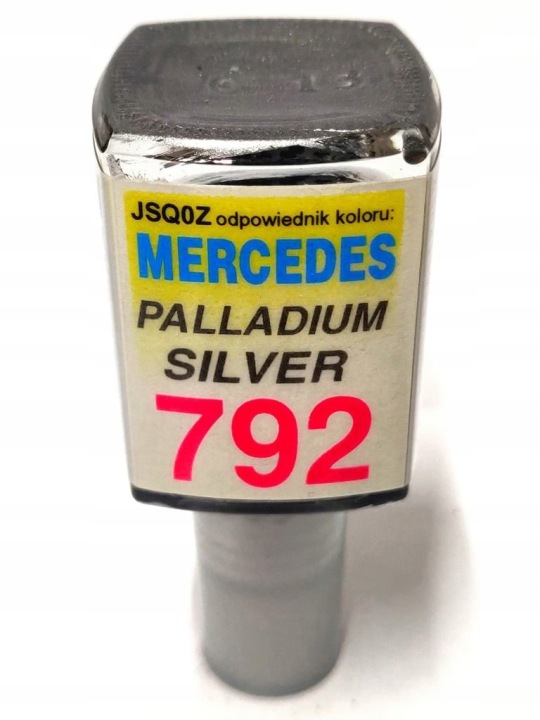 JSQ0Z odpowiednik koloru:
MERCEDES
PALLADIUM
SILVER
792